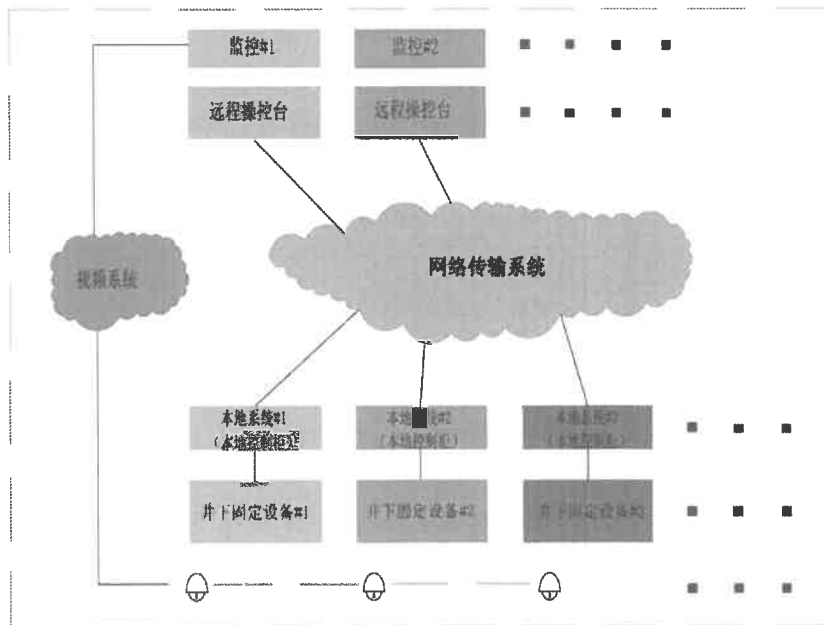 监控#1
监控#2
远程操控台
远程操控台
网络传输系统
视频系统
本地系统#1
(本地控制柜)
本地系统#2
(本地控制柜)
本地系统#3
(本地控制柜)
井下固定设备#1
井下固定设备#2
井下固定设备#3